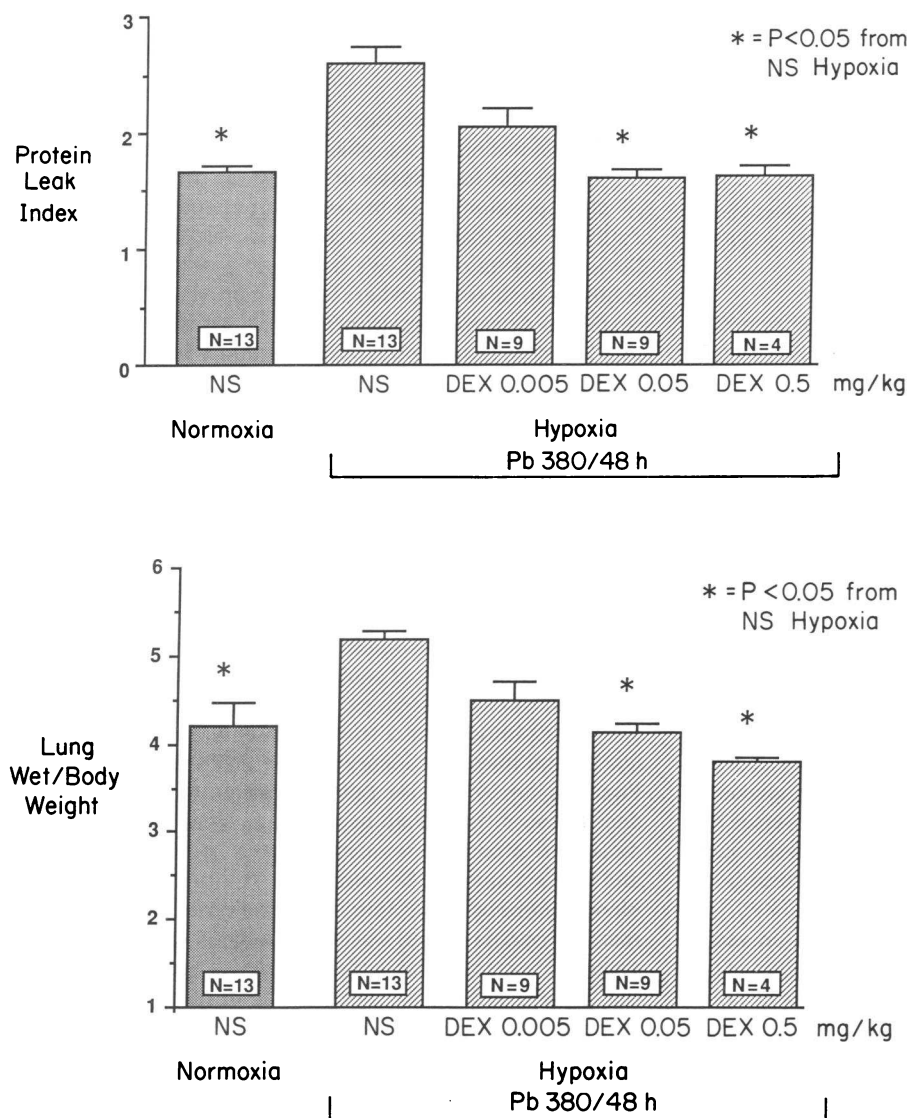 3
* = P<0.05 from
NS Hypoxia
*
2
*
*
Protein
Leak
Index
1
N=13
N=13
N=9
N=9
N=4
0
NS
NS
DEX 0.005
DEX 0.05
DEX 0.5
mg/kg
Normoxia
Hypoxia
Pb 380/48 h
6
* = P <0.05 from
NS Hypoxia
5
*
*
*
4
Lung
Wet/Body
Weight
3
2
N=13
N=13
N=9
N=9
N=4
1
NS
NS
DEX 0.005
DEX 0.05
DEX 0.5
mg/kg
Normoxia
Hypoxia
Pb 380/48 h